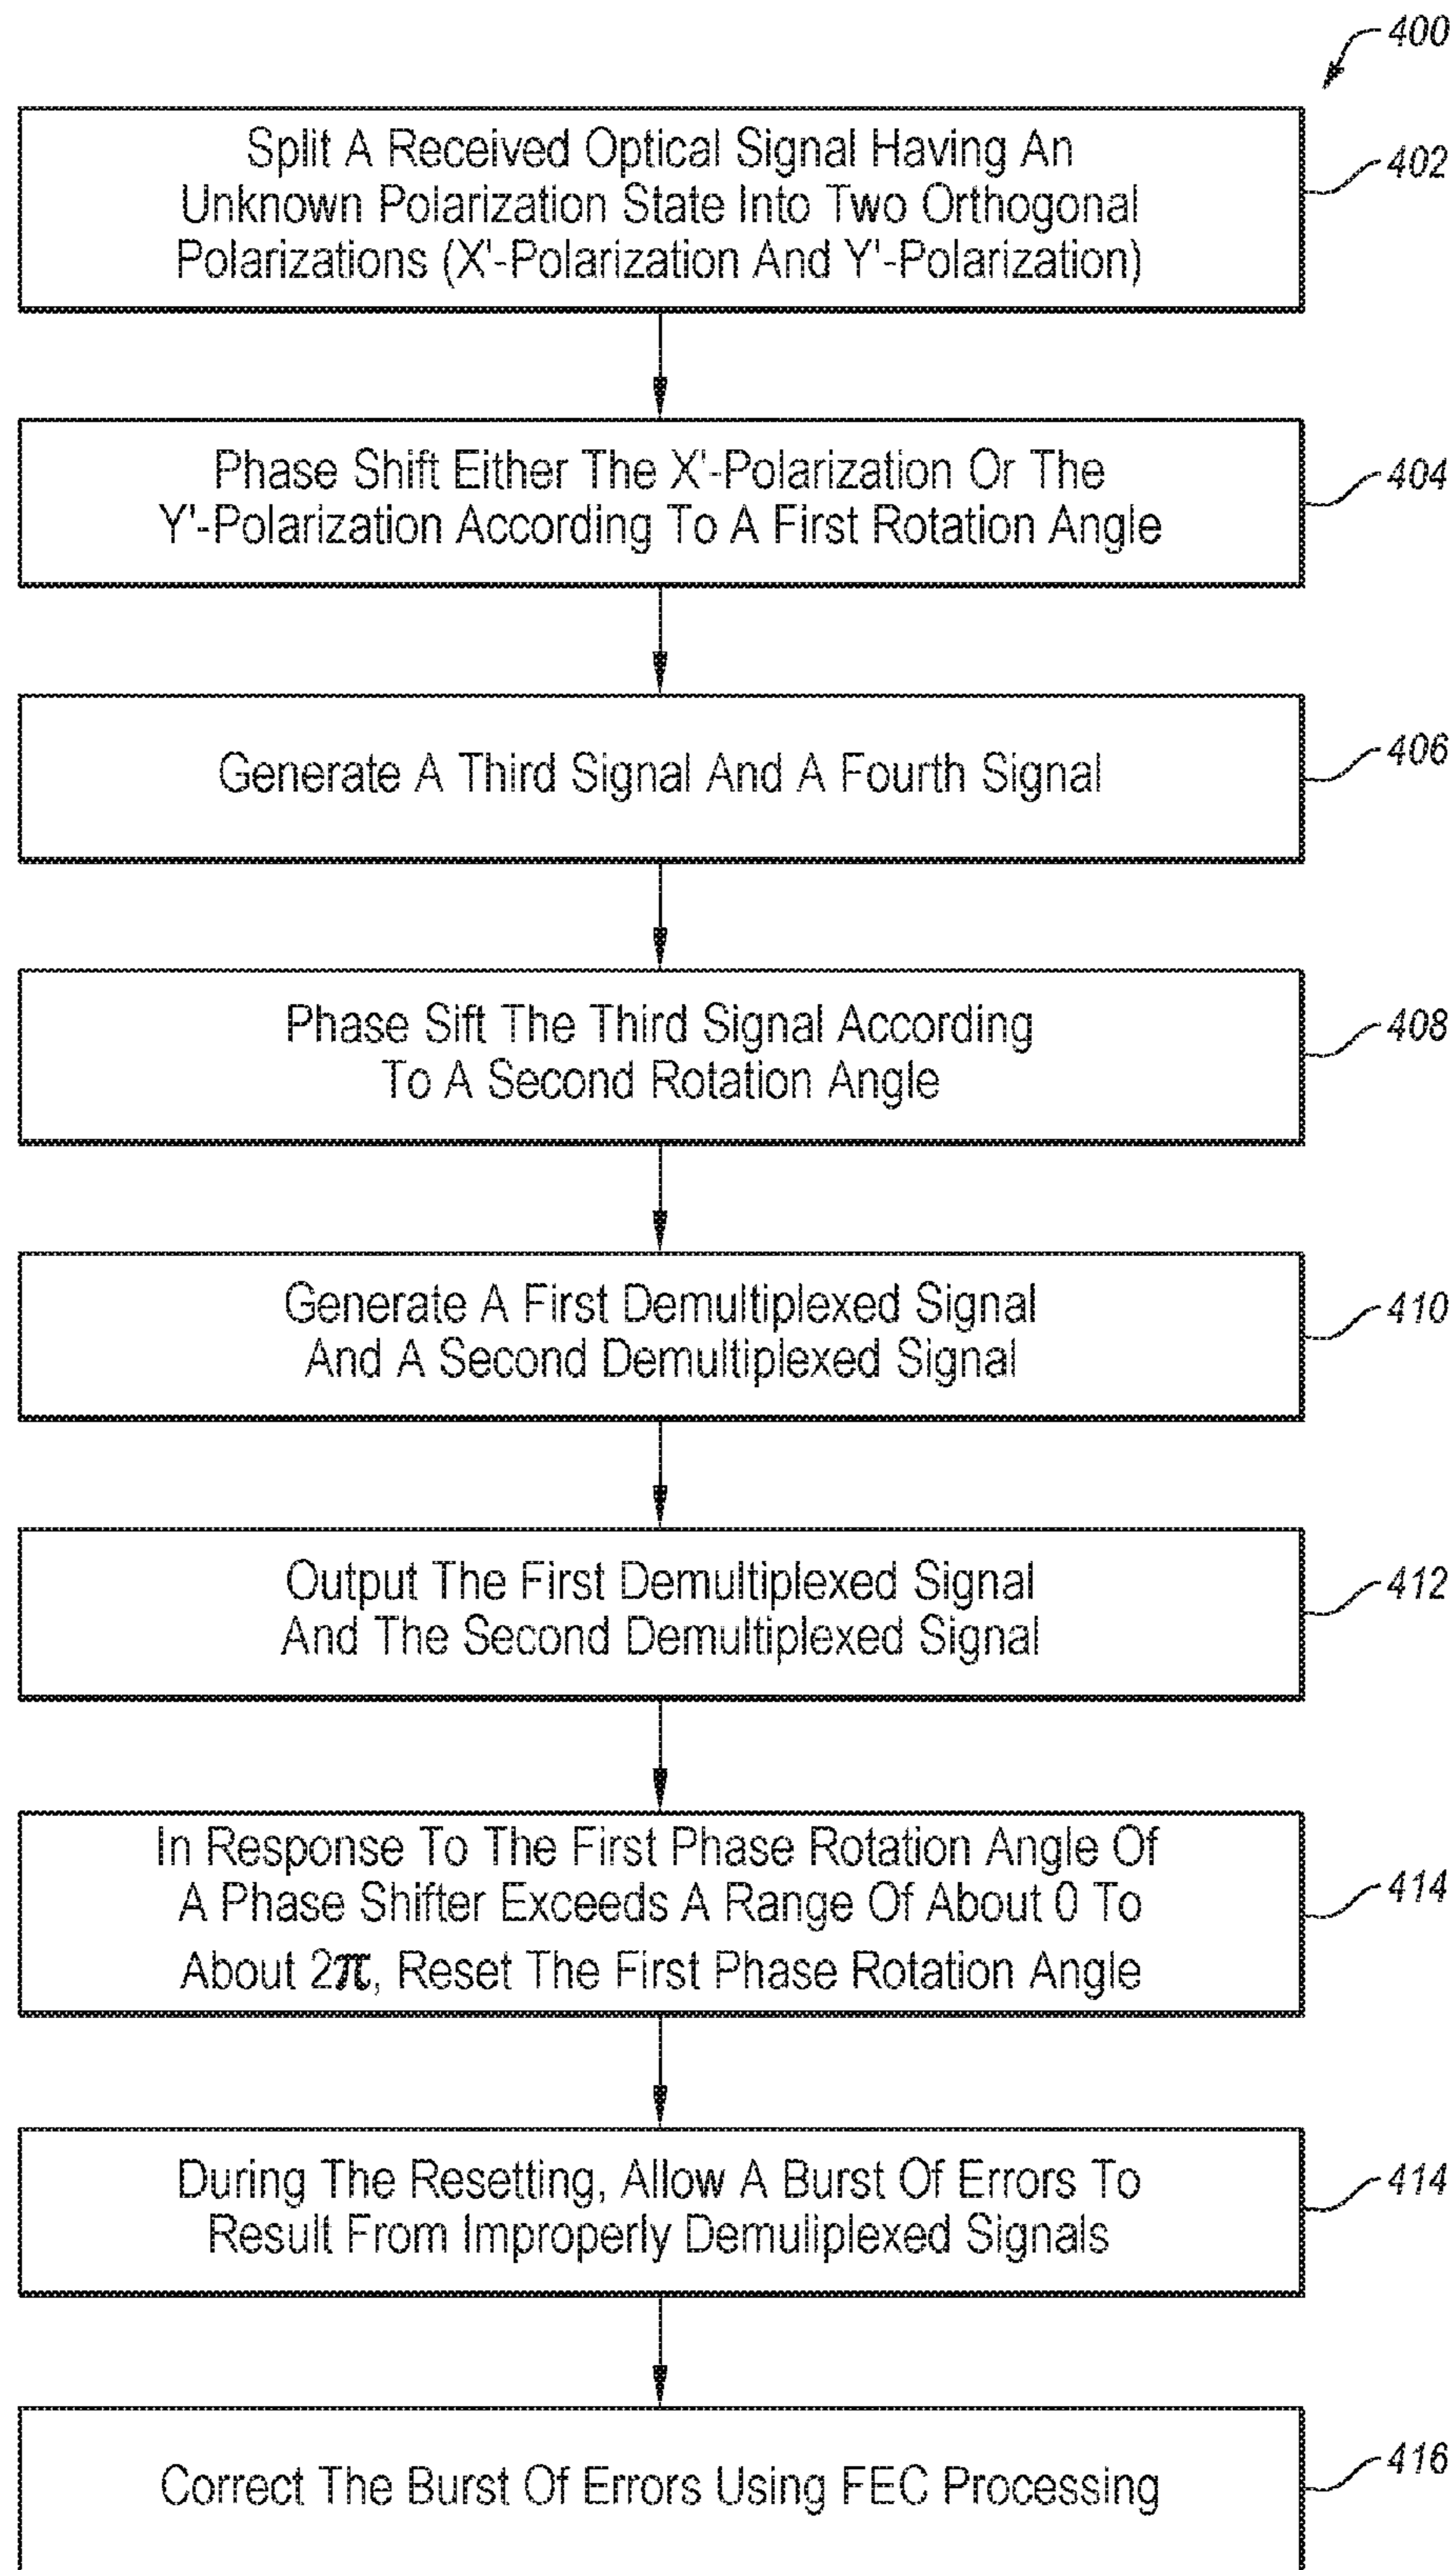 400
Split A Received Optical Signal Having An
Unknown Polarization State Into Two Orthogonal
Polarizations (X'-Polarization And Y'-Polarization)
402
Phase Shift Either The X'-Polarization Or The
Y'-Polarization According To A First Rotation Angle
404
Generate A Third Signal And A Fourth Signal
406
Phase Sift The Third Signal According
To A Second Rotation Angle
408
Generate A First Demultiplexed Signal
And A Second Demultiplexed Signal
410
Output The First Demultiplexed Signal
And The Second Demultiplexed Signal
412
In Response To The First Phase Rotation Angle Of
A Phase Shifter Exceeds A Range Of About 0 To
About 2π, Reset The First Phase Rotation Angle
414
During The Resetting, Allow A Burst Of Errors To
Result From Improperly Demuliplexed Signals
414
Correct The Burst Of Errors Using FEC Processing
416